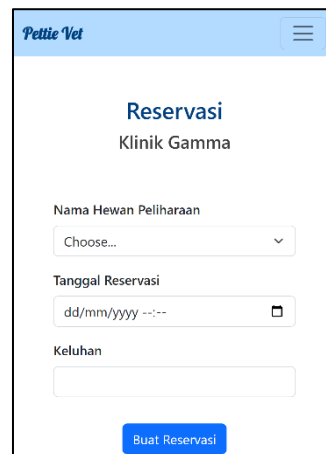 Pettie Vet
Reservasi
Klinik Gamma
Nama Hewan Peliharaan
Choose...
Tanggal Reservasi
dd/mm/yyyy --:--
Keluhan
Buat Reservasi